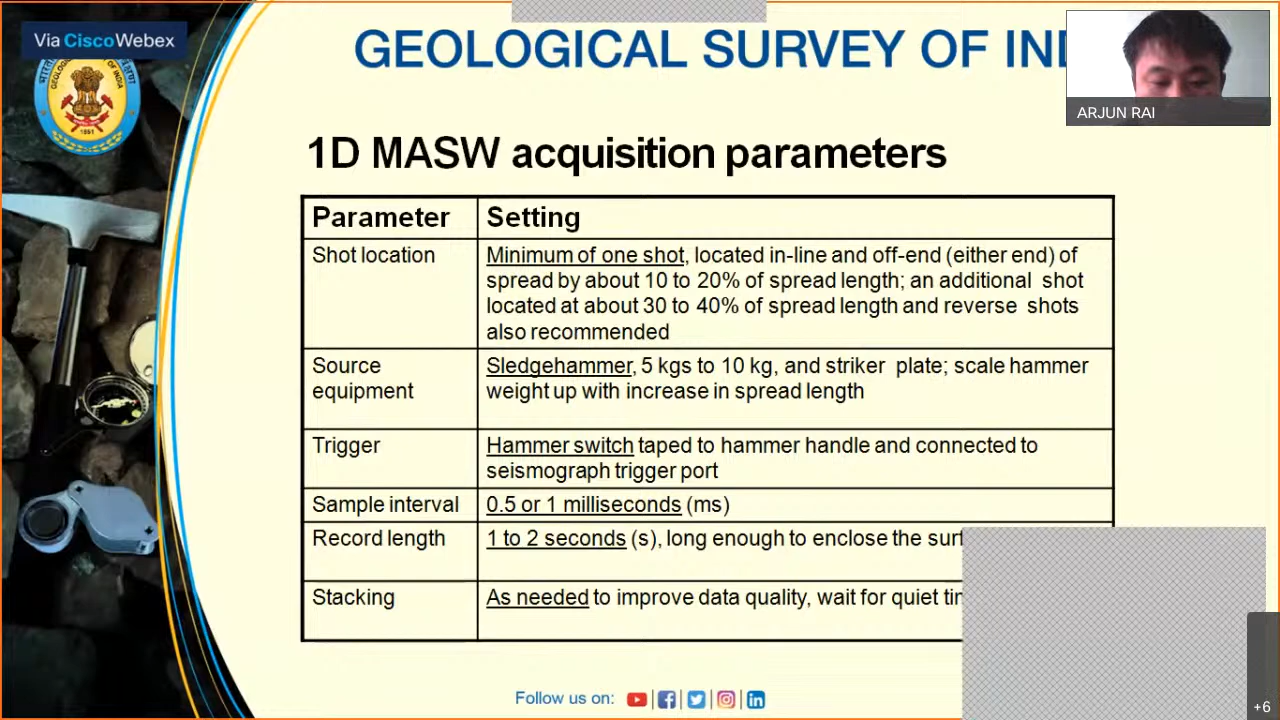 Via Cisco Webex
GEOLOGICAL SURVEY OF
ARJUN RAI
1D MASW acquisition parameters
Parameter Setting
Shot location Minimum of one shot, located in-line and off-end (either end) of
spread by about 10 to 20% of spread length; an additional shot
located at about 30 to 40% of spread length and reverse shots
also recommended
Source Sledgehammer, 5 kgs to 10 kg, and striker plate; scale hammer
equipment weight up with increase in spread length
Trigger Hammer switch taped to hammer handle and connected to
seismograph trigger port
Sample interval 0.5 or 1 milliseconds (ms)
Record length 1 to 2 seconds (s), long enough to enclose the
Stacking As needed to improve data quality, wait for quiet
Follow us on:
+6